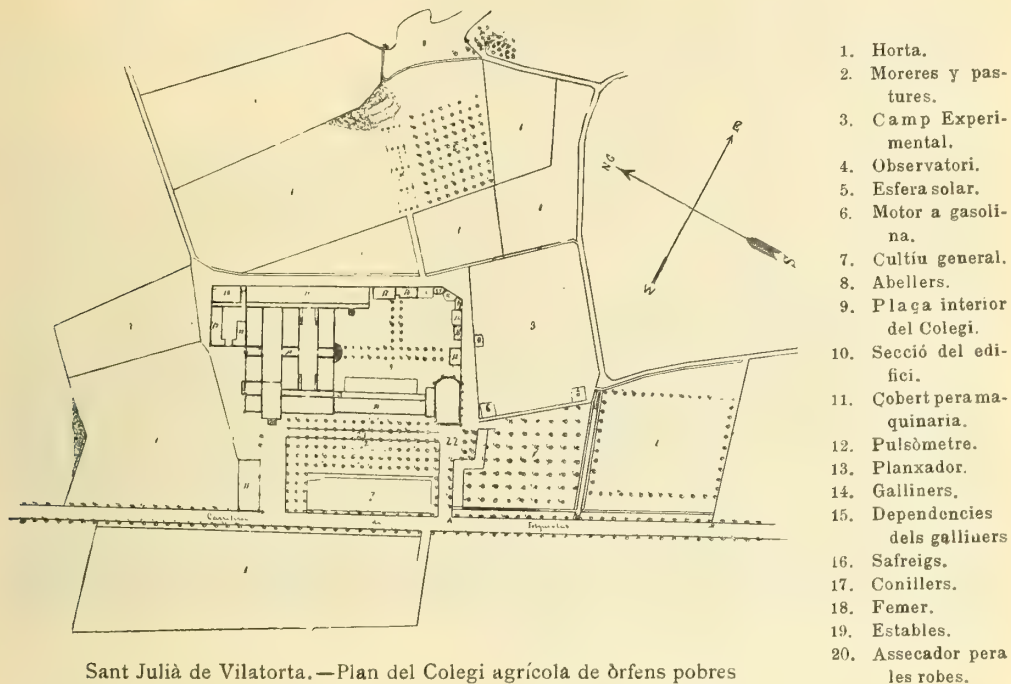 1. Horta.
2. Moreres y pas-
tures.
3. Camp Experi-
mental.
4. Observatori.
5. Esfera solar.
6. Motor a gasoli-
na.
7. Cultíu general.
8. Abellers.
9. Plaça interior
del Colegi.
10. Secció del edi-
fici.
11. Cobert pera ma-
quinaria.
12. Pulsòmetre.
13. Planxador.
14. Galliners.
15. Dependencies
dels galliners
16. Safreigs.
17. Conillers.
18. Femer.
19. Estables.
20. Assecador pera
les robes.
E
NG
S
W
3
22
Sant Julià de Vilatorta.—Plan del Colegi agrícola de òrfens pobres